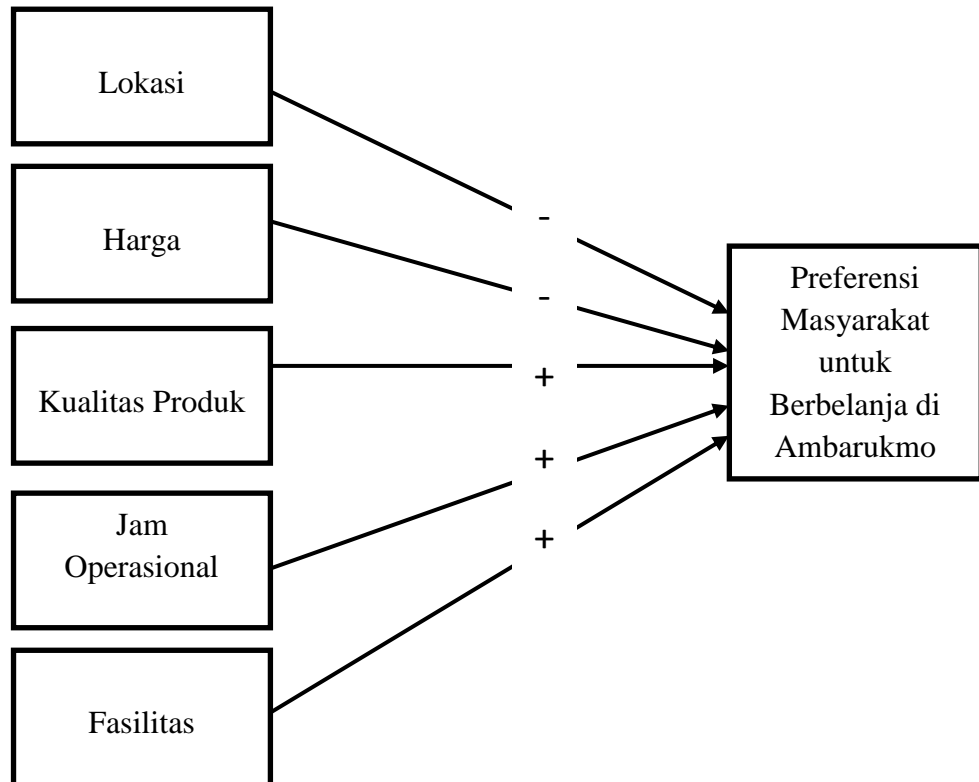 Lokasi
Harga
Kualitas Produk
Jam
Operasional
Fasilitas
-
-
+
+
+
Preferensi
Masyarakat
untuk
Berbelanja di
Ambarukmo